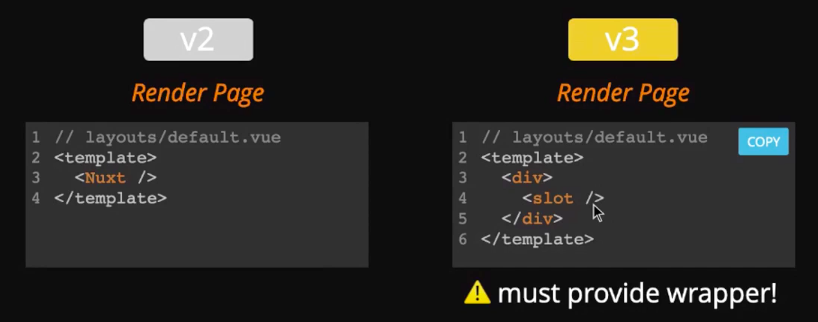 v2
Render Page
1 // layouts/default.vue
2 <template>
3   <Nuxt />
4 </template>
v3
Render Page
COPY
1 // layouts/default.vue
2 <template>
3   <div>
4     <slot />
5   </div>
6 </template>
⚠ must provide wrapper!